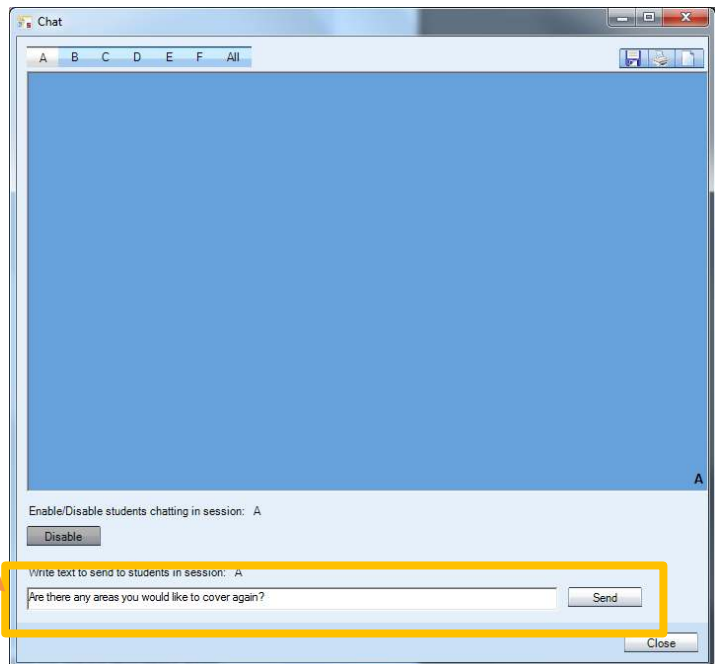 Chat
A B C D E F All
A
Enable/Disable students chatting in session: A
Disable
Write text to send to students in session: A
Are there any areas you would like to cover again?
Send
Close